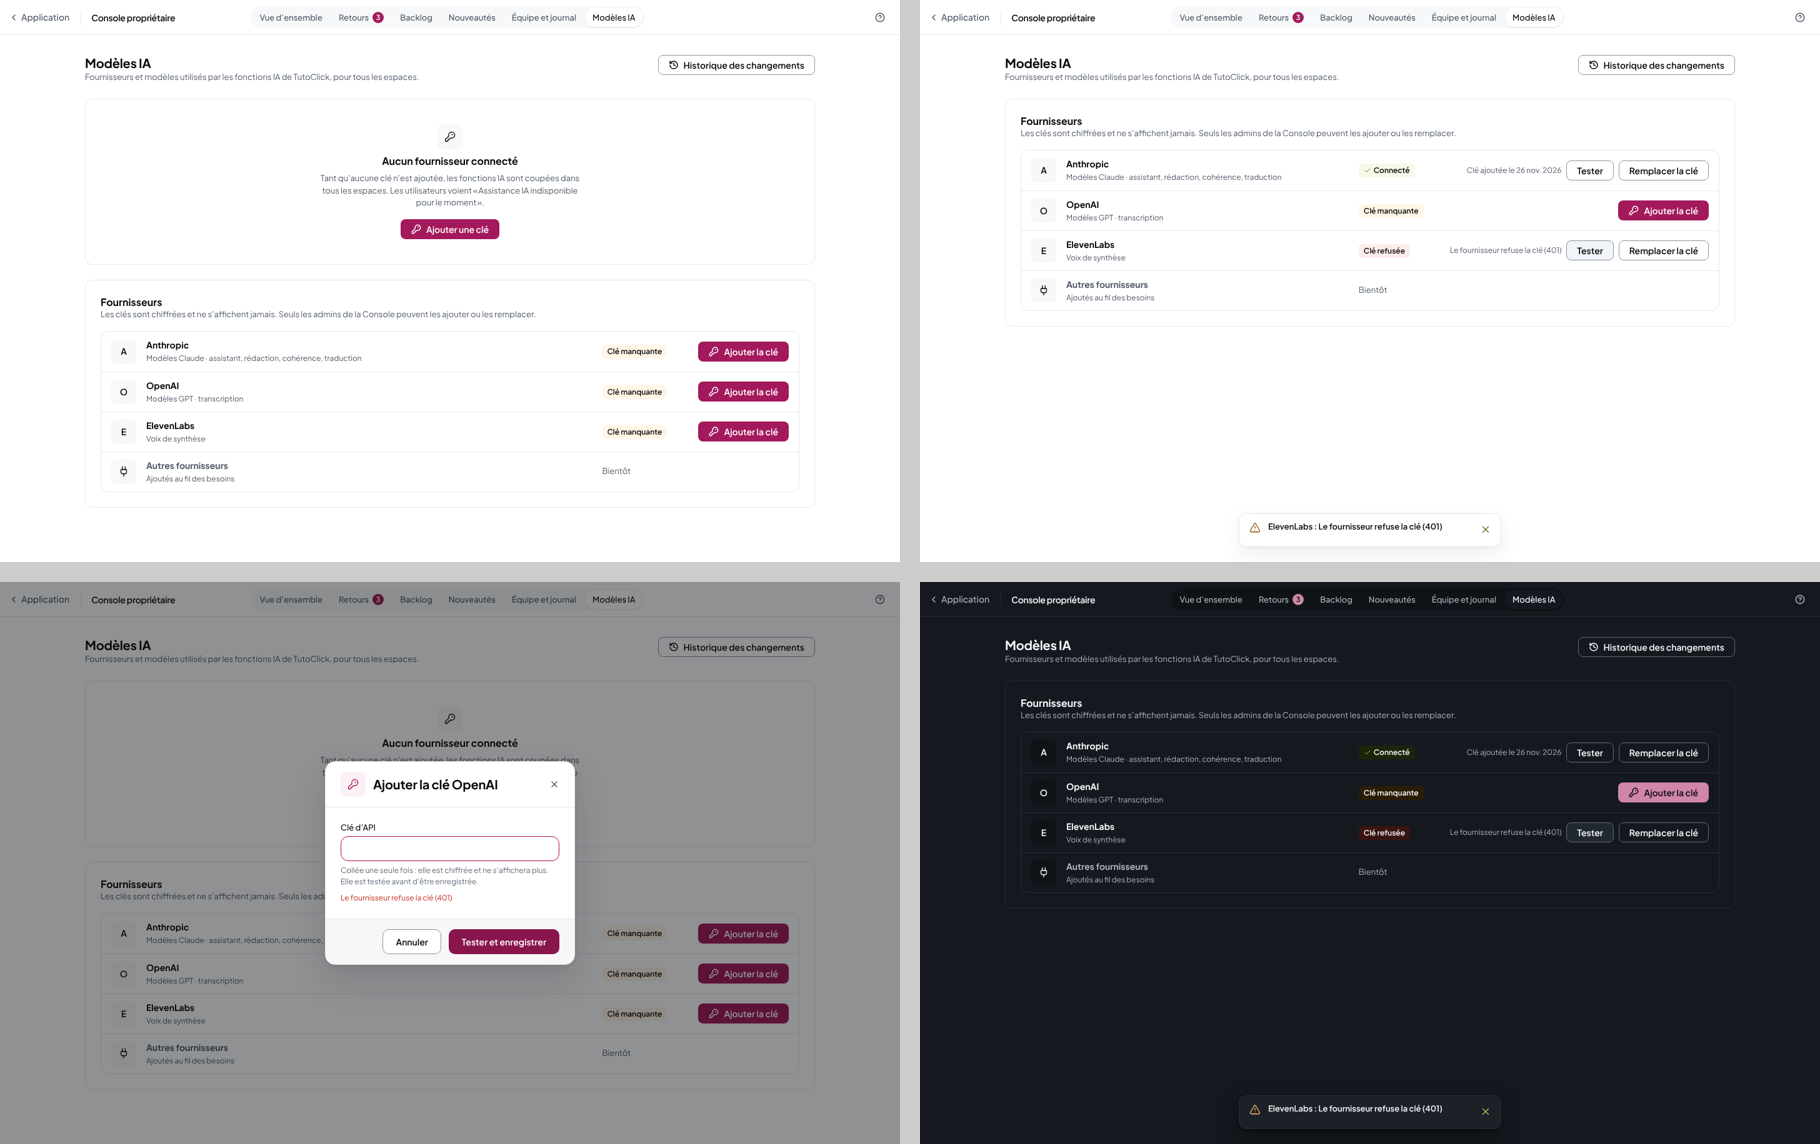 Application
Console propriétaire
Vue d'ensemble
Retours 3
Backlog
Nouveautés
Équipe et journal
Modèles IA
Modèles IA
Fournisseurs et modèles utilisés par les fonctions IA de TutoClick, pour tous les espaces.
Historique des changements
Aucun fournisseur connecté
Tant qu'aucune clé n'est ajoutée, les fonctions IA sont coupées dans
tous les espaces. Les utilisateurs voient « Assistance IA indisponible
pour le moment ».
Ajouter une clé
Fournisseurs
Les clés sont chiffrées et ne s'affichent jamais. Seuls les admins de la Console peuvent les ajouter ou les remplacer.
A
Anthropic
Modèles Claude · assistant, rédaction, cohérence, traduction
Clé manquante
Ajouter la clé
O
OpenAI
Modèles GPT · transcription
Clé manquante
Ajouter la clé
E
ElevenLabs
Voix de synthèse
Clé manquante
Ajouter la clé
Autres fournisseurs
Ajoutés au fil des besoins
Bientôt
Application
Console propriétaire
Vue d'ensemble
Retours 3
Backlog
Nouveautés
Équipe et journal
Modèles IA
Modèles IA
Fournisseurs et modèles utilisés par les fonctions IA de TutoClick, pour tous les espaces.
Historique des changements
Fournisseurs
Les clés sont chiffrées et ne s'affichent jamais. Seuls les admins de la Console peuvent les ajouter ou les remplacer.
A
Anthropic
Modèles Claude · assistant, rédaction, cohérence, traduction
Connecté
Clé ajoutée le 26 nov. 2026
Tester
Remplacer la clé
O
OpenAI
Modèles GPT · transcription
Clé manquante
Ajouter la clé
E
ElevenLabs
Voix de synthèse
Clé refusée
Le fournisseur refuse la clé (401)
Tester
Remplacer la clé
Autres fournisseurs
Ajoutés au fil des besoins
Bientôt
ElevenLabs : Le fournisseur refuse la clé (401)
Application
Console propriétaire
Vue d'ensemble
Retours 3
Backlog
Nouveautés
Équipe et journal
Modèles IA
Modèles IA
Fournisseurs et modèles utilisés par les fonctions IA de TutoClick, pour tous les espaces.
Historique des changements
Aucun fournisseur connecté
Tant qu'aucune clé n'est ajoutée, les fonctions IA sont coupées dans
Ajouter la clé OpenAI
Clé d'API
Collée une seule fois : elle est chiffrée et ne s'affichera plus.
Elle est testée avant d'être enregistrée.
Le fournisseur refuse la clé (401)
Annuler
Tester et enregistrer
Fournisseurs
Les clés sont chiffrées et ne s'affichent jamais. Seuls les
A
Anthropic
Modèles Claude · assistant, rédaction, cohérence,
Clé manquante
Ajouter la clé
O
OpenAI
Modèles GPT · transcription
Clé manquante
Ajouter la clé
E
ElevenLabs
Voix de synthèse
Clé manquante
Ajouter la clé
Autres fournisseurs
Ajoutés au fil des besoins
Bientôt
Application
Console propriétaire
Vue d'ensemble
Retours 3
Backlog
Nouveautés
Équipe et journal
Modèles IA
Modèles IA
Fournisseurs et modèles utilisés par les fonctions IA de TutoClick, pour tous les espaces.
Historique des changements
Fournisseurs
Les clés sont chiffrées et ne s'affichent jamais. Seuls les admins de la Console peuvent les ajouter ou les remplacer.
A
Anthropic
Modèles Claude · assistant, rédaction, cohérence, traduction
Connecté
Clé ajoutée le 26 nov. 2026
Tester
Remplacer la clé
O
OpenAI
Modèles GPT · transcription
Clé manquante
Ajouter la clé
E
ElevenLabs
Voix de synthèse
Clé refusée
Le fournisseur refuse la clé (401)
Tester
Remplacer la clé
Autres fournisseurs
Ajoutés au fil des besoins
Bientôt
ElevenLabs : Le fournisseur refuse la clé (401)